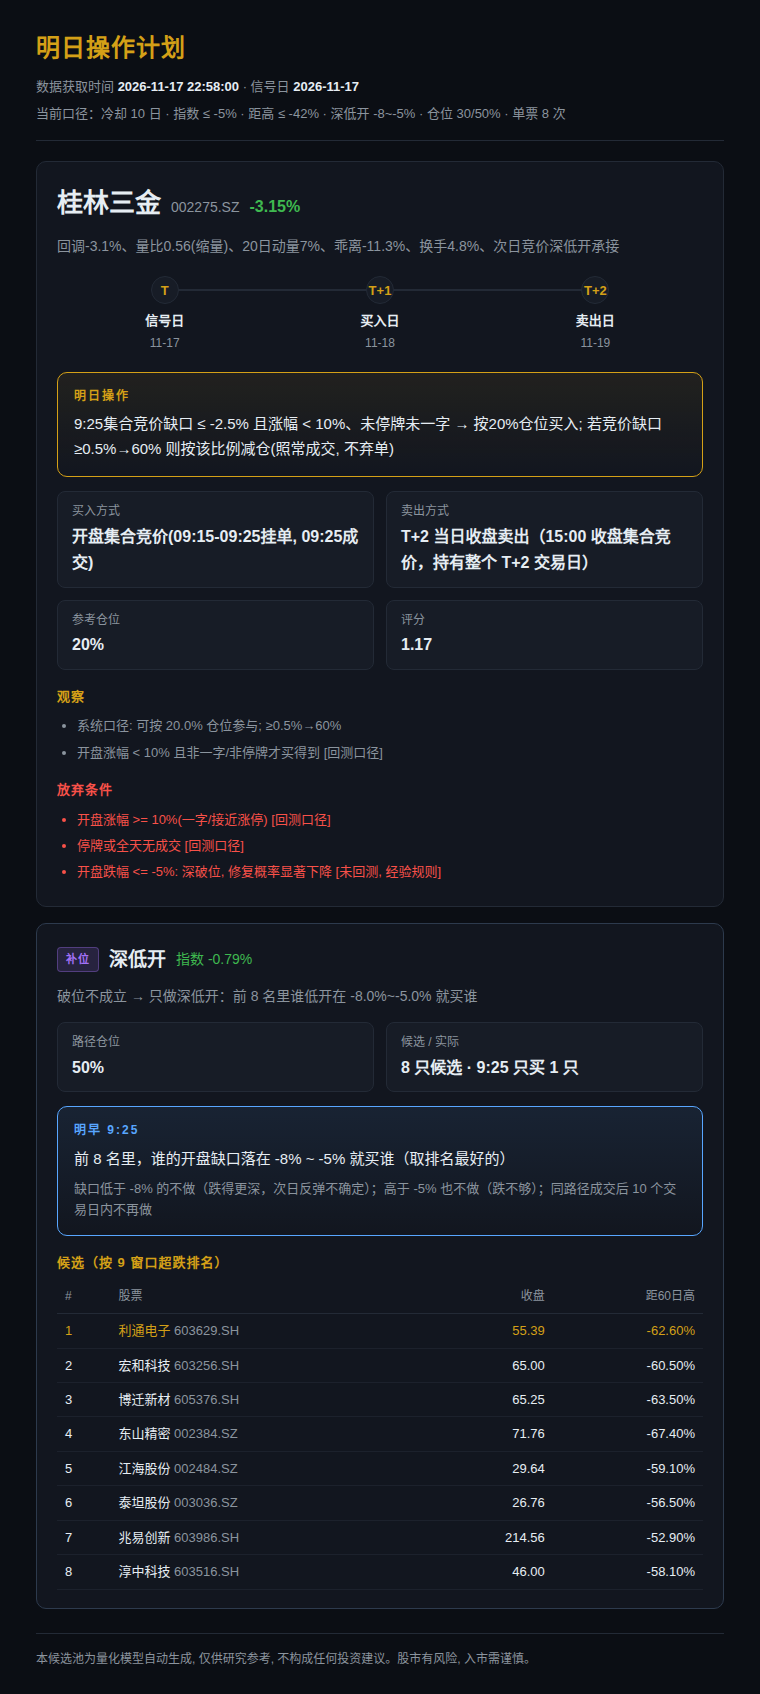 明日操作计划
数据获取时间 2026-11-17 22:58:00 · 信号日 2026-11-17
当前口径：冷却 10 日 · 指数 ≤ -5% · 距高 ≤ -42% · 深低开 -8~-5% · 仓位 30/50% · 单票 8 次
桂林三金 002275.SZ -3.15%
回调-3.1%、量比0.56(缩量)、20日动量7%、乖离-11.3%、换手4.8%、次日竞价深低开承接
T T+1 T+2
信号日 买入日 卖出日
11-17 11-18 11-19
明日操作
9:25集合竞价缺口 ≤ -2.5% 且涨幅 < 10%、未停牌未一字 → 按20%仓位买入; 若竞价缺口
≥0.5%→60% 则按该比例减仓(照常成交, 不弃单)
买入方式 卖出方式
开盘集合竞价(09:15-09:25挂单, 09:25成 T+2 当日收盘卖出（15:00 收盘集合竞
交) 价，持有整个 T+2 交易日）
参考仓位 评分
20% 1.17
观察
• 系统口径: 可按 20.0% 仓位参与; ≥0.5%→60%
• 开盘涨幅 < 10% 且非一字/非停牌才买得到 [回测口径]
放弃条件
• 开盘涨幅 >= 10%(一字/接近涨停) [回测口径]
• 停牌或全天无成交 [回测口径]
• 开盘跌幅 <= -5%: 深破位, 修复概率显著下降 [未回测, 经验规则]
补位 深低开 指数 -0.79%
破位不成立 → 只做深低开：前 8 名里谁低开在 -8.0%~-5.0% 就买谁
路径仓位 候选 / 实际
50% 8 只候选 · 9:25 只买 1 只
明早 9:25
前 8 名里，谁的开盘缺口落在 -8% ~ -5% 就买谁（取排名最好的）
缺口低于 -8% 的不做（跌得更深，次日反弹不确定）；高于 -5% 也不做（跌不够）；同路径成交后 10 个交
易日内不再做
候选（按 9 窗口超跌排名）
# 股票 收盘 距60日高
1 利通电子 603629.SH 55.39 -62.60%
2 宏和科技 603256.SH 65.00 -60.50%
3 博迁新材 605376.SH 65.25 -63.50%
4 东山精密 002384.SZ 71.76 -67.40%
5 江海股份 002484.SZ 29.64 -59.10%
6 泰坦股份 003036.SZ 26.76 -56.50%
7 兆易创新 603986.SH 214.56 -52.90%
8 淳中科技 603516.SH 46.00 -58.10%
本候选池为量化模型自动生成, 仅供研究参考, 不构成任何投资建议。股市有风险, 入市需谨慎。